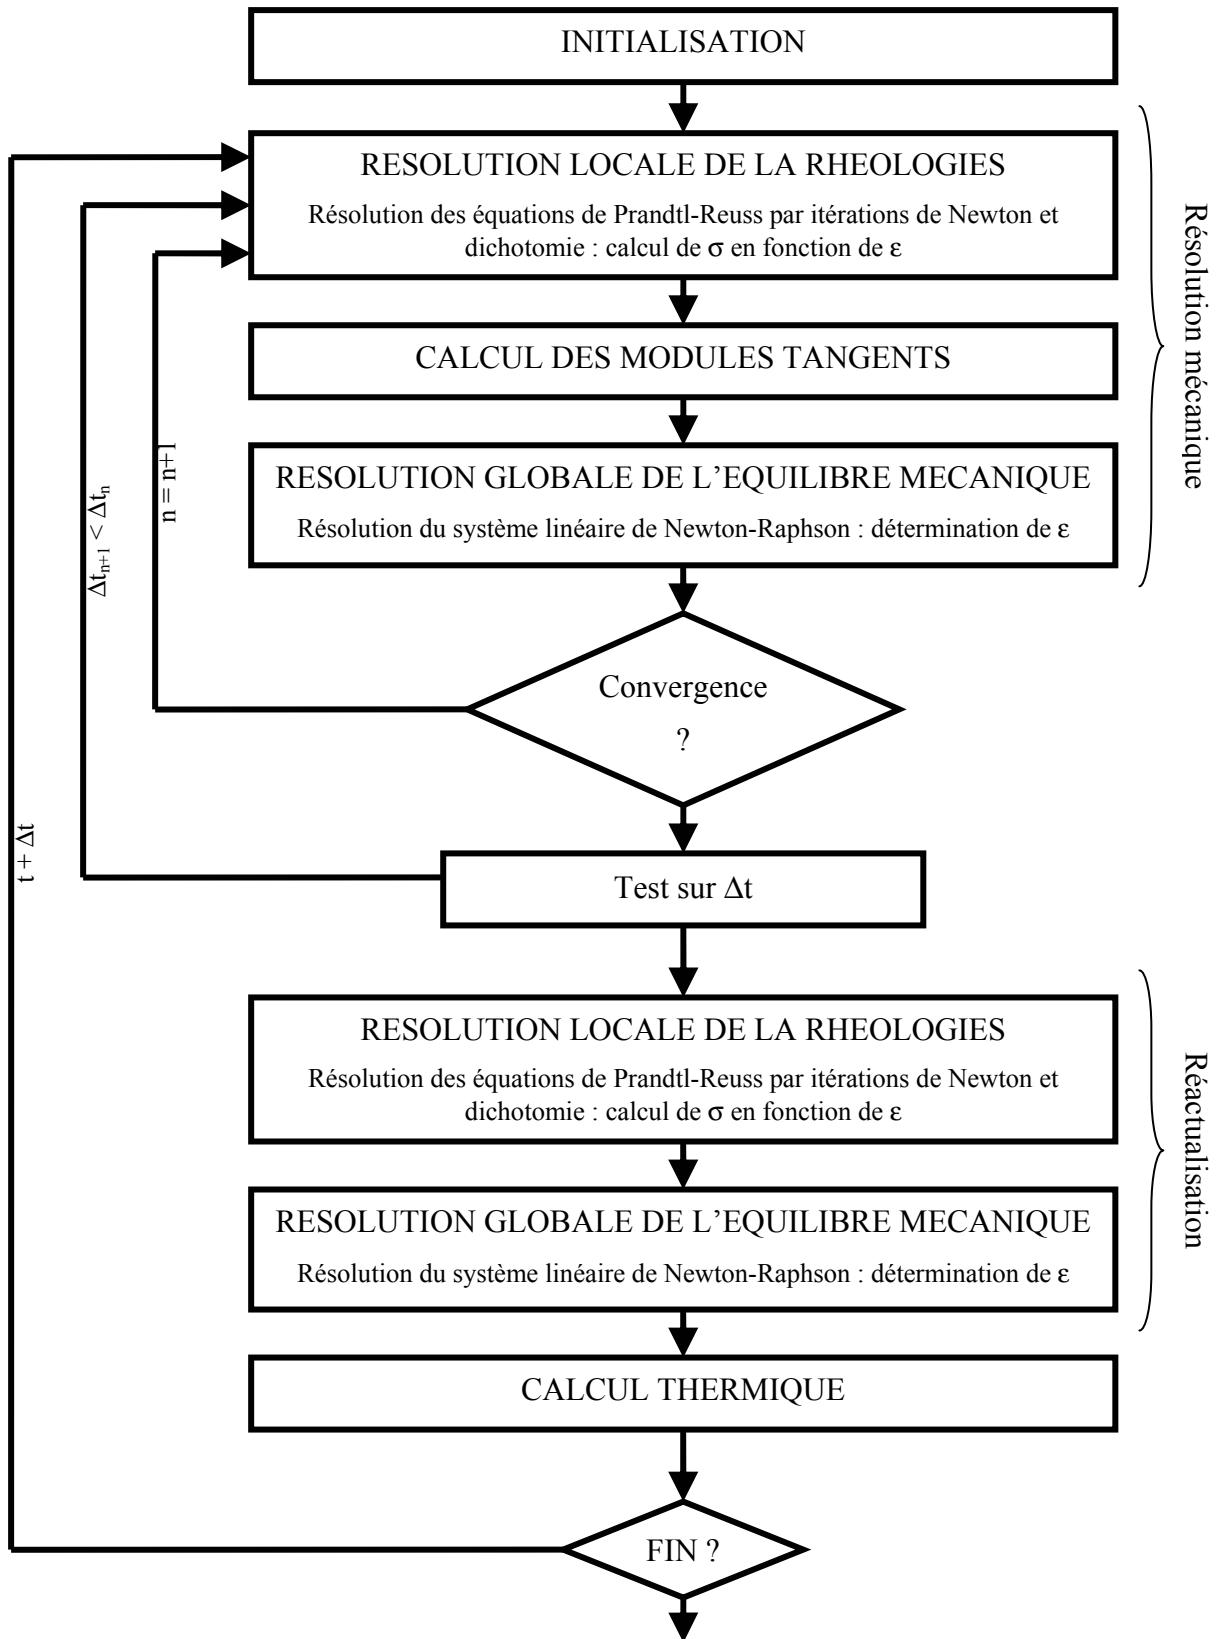 INITIALISATION
RESOLUTION LOCALE DE LA RHEOLOGIES
Résolution des équations de Prandtl-Reuss par itérations de Newton et
dichotomie : calcul de σ en fonction de ε
CALCUL DES MODULES TANGENTS
RESOLUTION GLOBALE DE L’EQUILIBRE MECANIQUE
Résolution du système linéaire de Newton-Raphson : détermination de ε
Résolution mécanique
n = n+1
Δtn+1 < Δtn
t + Δt
Convergence
?
Test sur Δt
RESOLUTION LOCALE DE LA RHEOLOGIES
Résolution des équations de Prandtl-Reuss par itérations de Newton et
dichotomie : calcul de σ en fonction de ε
RESOLUTION GLOBALE DE L’EQUILIBRE MECANIQUE
Résolution du système linéaire de Newton-Raphson : détermination de ε
Réactualisation
CALCUL THERMIQUE
FIN ?